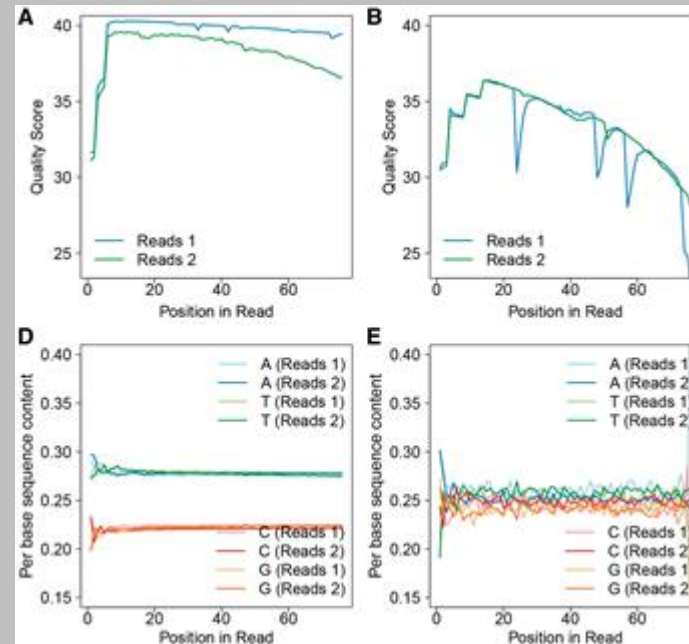 A
40
35
30
25
Quality Score
Reads 1
Reads 2
0 20 40 60
Position in Read
B
40
35
30
25
Quality Score
Reads 1
Reads 2
0 20 40 60
Position in Read
D
0.40
0.35
0.30
0.25
0.20
0.15
Per base sequence content
A (Reads 1)
A (Reads 2)
T (Reads 1)
T (Reads 2)
C (Reads 1)
C (Reads 2)
G (Reads 1)
G (Reads 2)
0 20 40 60
Position in Read
E
0.40
0.35
0.30
0.25
0.20
0.15
Per base sequence content
A (Reads 1)
A (Reads 2)
T (Reads 1)
T (Reads 2)
C (Reads 1)
C (Reads 2)
G (Reads 1)
G (Reads 2)
0 20 40 60
Position in Read